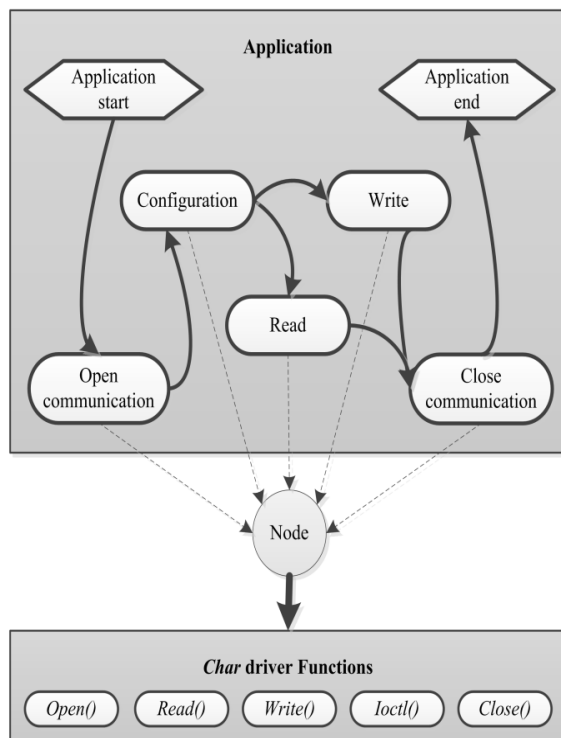 Application
Application
start
Application
end
Configuration
Write
Read
Open
communication
Close
communication
Node
Char driver Functions
Open()
Read()
Write()
Ioctl()
Close()